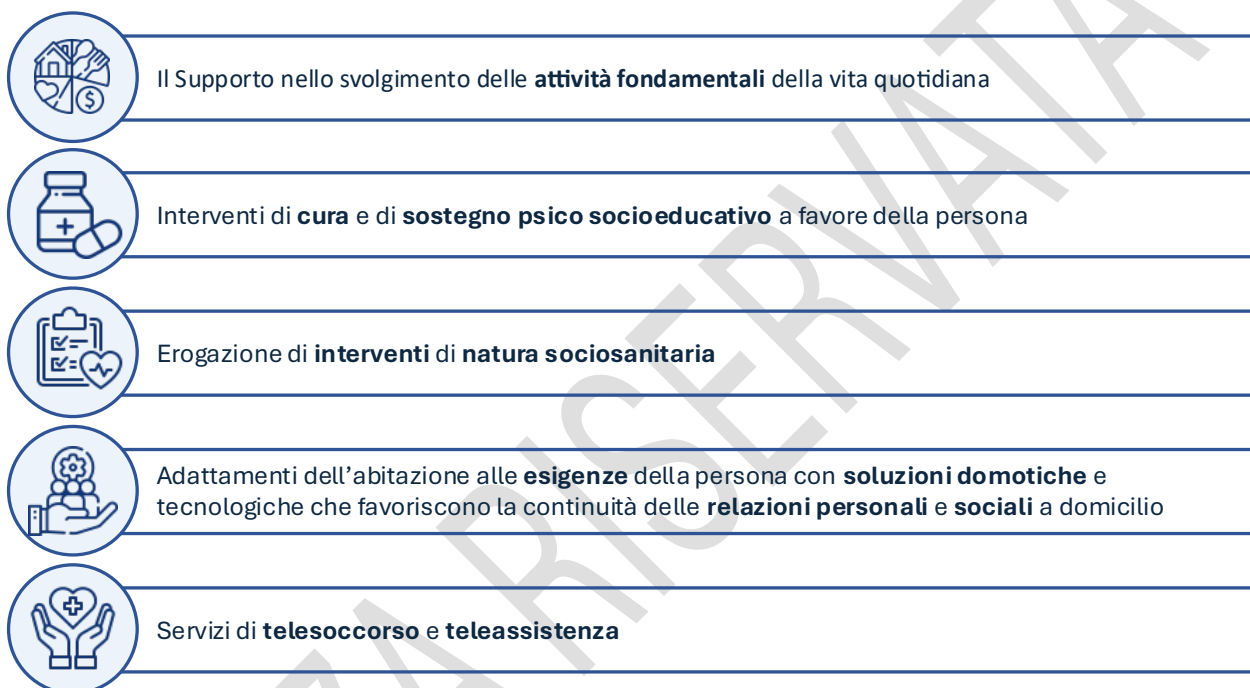 Il Supporto nello svolgimento delle attività fondamentali della vita quotidiana
Interventi di cura e di sostegno psico socioeducativo a favore della persona
Erogazione di interventi di natura sociosanitaria
Adattamenti dell'abitazione alle esigenze della persona con soluzioni domotiche e
tecnologiche che favoriscono la continuità delle relazioni personali e sociali a domicilio
Servizi di telesoccorso e teleassistenza
ZA RISERVATA